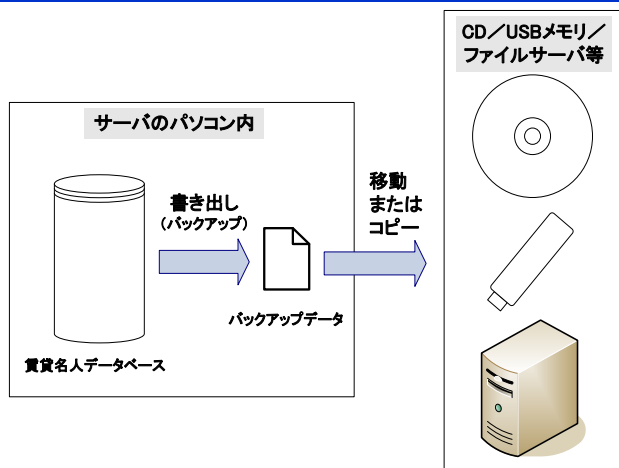 CD／USBメモリ／
ファイルサーバ等
サーバのパソコン内
書き出し
（バックアップ）
移動
または
コピー
バックアップデータ
賃貸名人データベース